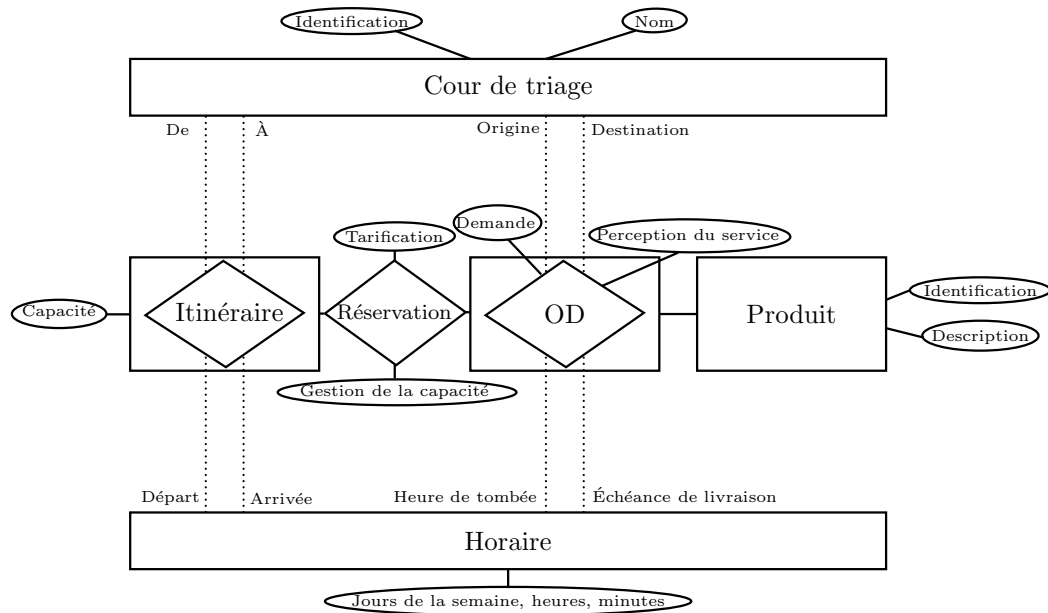 Identification
Nom
Cour de triage
De
À
Origine
Destination
Demande
Tarification
Perception du service
Capacité
Itinéraire
Réservation
OD
Produit
Identification
Description
Gestion de la capacité
Départ
Arrivée
Heure de tombée
Échéance de livraison
Horaire
Jours de la semaine, heures, minutes